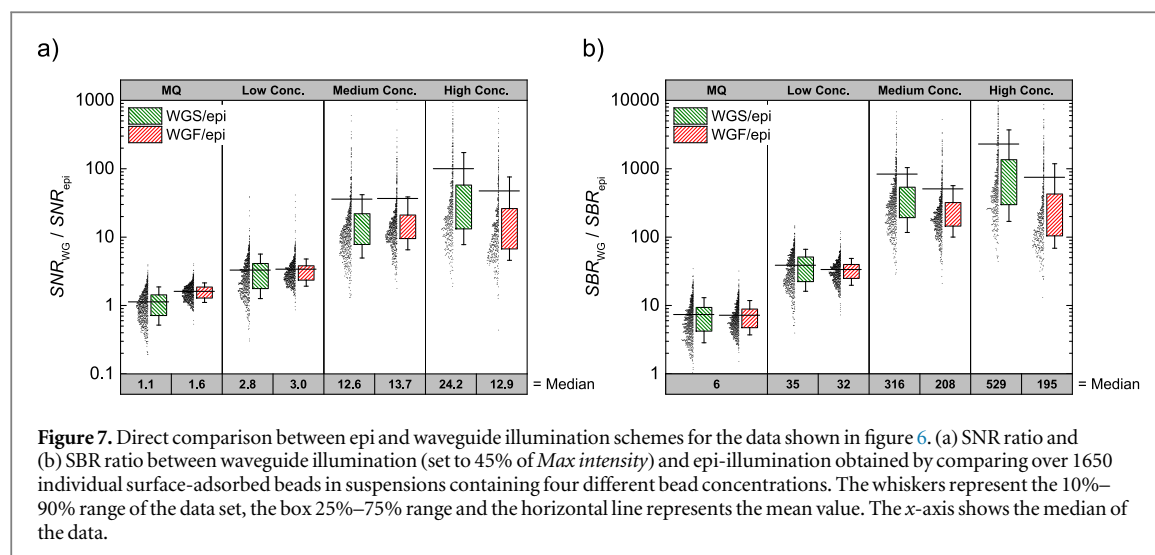 a)
b)
MQ Low Conc. Medium Conc. High Conc.
1000
100
10
1
0.1
SNR_WG / SNR_epi
WGS/epi
WGF/epi
1.1 1.6 2.8 3.0 12.6 13.7 24.2 12.9 = Median
MQ Low Conc. Medium Conc. High Conc.
10000
1000
100
10
1
SBR_WG / SBR_epi
WGS/epi
WGF/epi
6 35 32 316 208 529 195 = Median
Figure 7. Direct comparison between epi and waveguide illumination schemes for the data shown in figure 6. (a) SNR ratio and
(b) SBR ratio between waveguide illumination (set to 45% of Max intensity) and epi-illumination obtained by comparing over 1650
individual surface-adsorbed beads in suspensions containing four different bead concentrations. The whiskers represent the 10%–
90% range of the data set, the box 25%–75% range and the horizontal line represents the mean value. The x-axis shows the median of
the data.